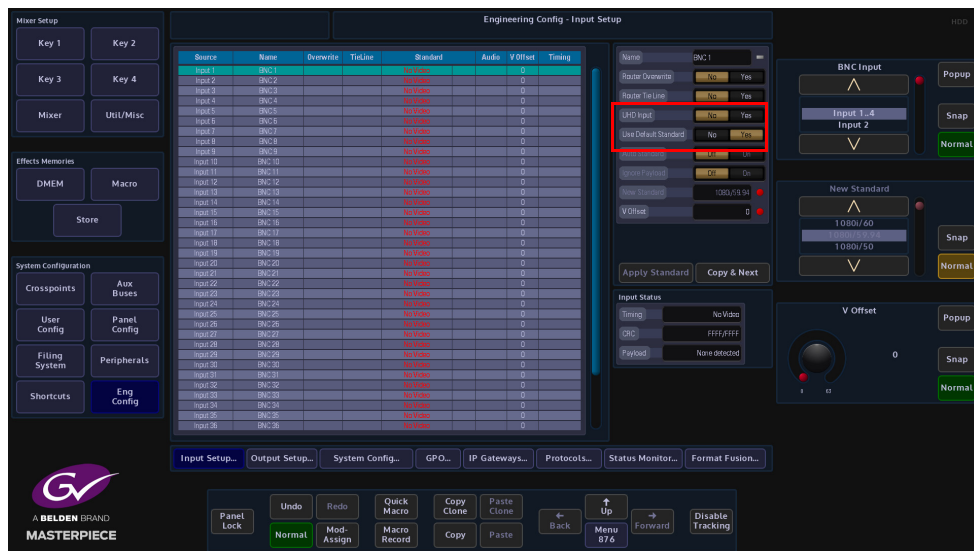 Mixer Setup
Key 1 Key 2
Key 3 Key 4
Mixer Util/Misc
Effects Memories
DMEM Macro
Store
System Configuration
Crosspoints Aux Buses
User Config Panel Config
Filing System Peripherals
Shortcuts Eng Config
A BELDEN BRAND
MASTERPIECE
Engineering Config - Input Setup
HDD
Source Name Overwrite TieLine Standard Audio V Offset Timing
Input 1 BNC 1 No Video 0
Input 2 BNC 2 No Video 0
Input 3 BNC 3 No Video 0
Input 4 BNC 4 No Video 0
Input 5 BNC 5 No Video 0
Input 6 BNC 6 No Video 0
Input 7 BNC 7 No Video 0
Input 8 BNC 8 No Video 0
Input 9 BNC 9 No Video 0
Input 10 BNC 10 No Video 0
Input 11 BNC 11 No Video 0
Input 12 BNC 12 No Video 0
Input 13 BNC 13 No Video 0
Input 14 BNC 14 No Video 0
Input 15 BNC 15 No Video 0
Input 16 BNC 16 No Video 0
Input 17 BNC 17 No Video 0
Input 18 BNC 18 No Video 0
Input 19 BNC 19 No Video 0
Input 20 BNC 20 No Video 0
Input 21 BNC 21 No Video 0
Input 22 BNC 22 No Video 0
Input 23 BNC 23 No Video 0
Input 24 BNC 24 No Video 0
Input 25 BNC 25 No Video 0
Input 26 BNC 26 No Video 0
Input 27 BNC 27 No Video 0
Input 28 BNC 28 No Video 0
Input 29 BNC 29 No Video 0
Input 30 BNC 30 No Video 0
Input 31 BNC 31 No Video 0
Input 32 BNC 32 No Video 0
Input 33 BNC 33 No Video 0
Input 34 BNC 34 No Video 0
Input 35 BNC 35 No Video 0
Input 36 BNC 36 No Video 0
Name BNC 1
Router Overwrite No Yes
Router Tie Line No Yes
UHD Input No Yes
Use Default Standard No Yes
Auto Standard Off On
Ignore Payload Off On
New Standard 1080i/59.94
V Offset 0
Apply Standard Copy & Next
Input Status
Timing No Video
CRC FFFF/FFFF
Payload None detected
BNC Input
Input 1..4
Input 2
Popup
Snap
Normal
New Standard
1080i/60
1080i/59.94
1080i/50
Snap
Normal
V Offset
0
0 63
Popup
Snap
Normal
Input Setup... Output Setup... System Config... GPO... IP Gateways... Protocols... Status Monitor... Format Fusion...
Panel Lock
Undo Redo
Normal Mod-Assign
Quick Macro
Macro Record
Copy Clone Paste Clone
Copy Paste
Back
Up
Menu 876
Forward
Disable Tracking